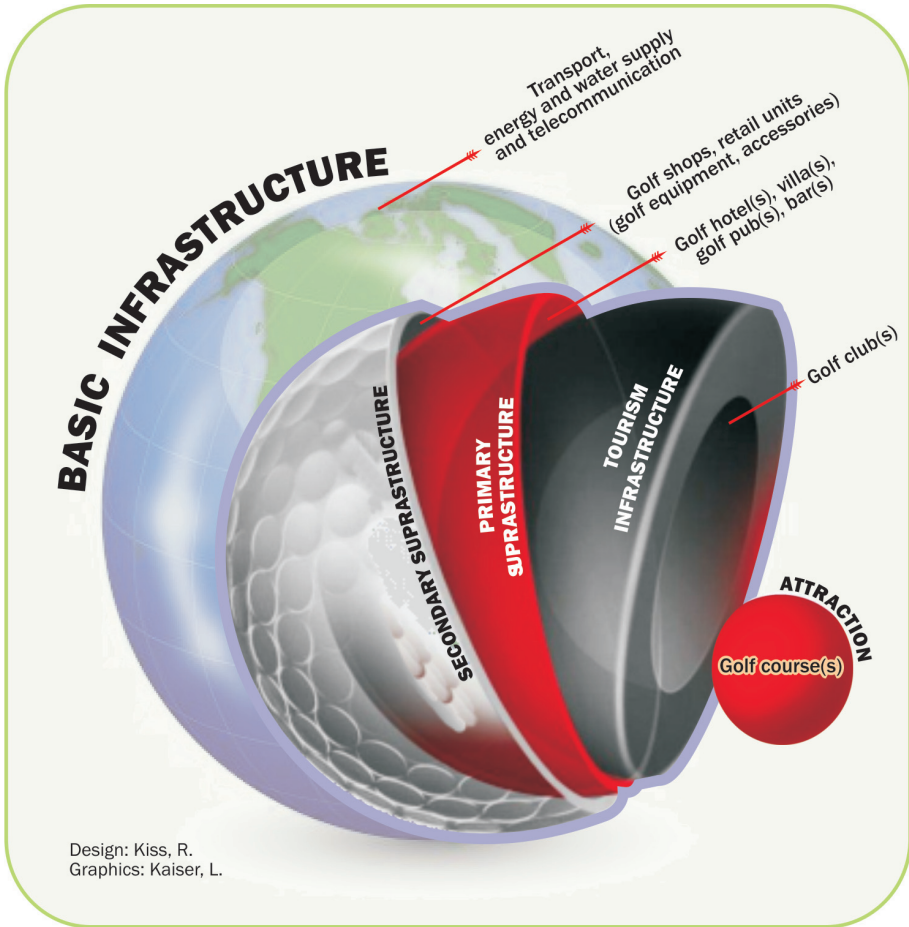 Transport,
energy and water supply
and telecommunication
Golf shops, retail units
(golf equipment, accessories)
Golf hotel(s), villa(s),
golf pub(s), bar(s)
Golf club(s)
BASIC INFRASTRUCTURE
SECONDARY SUPRASTRUCTURE
PRIMARY
SUPRASTRUCTURE
TOURISM
INFRASTRUCTURE
ATTRACTION
Golf course(s)
Design: Kiss, R.
Graphics: Kaiser, L.